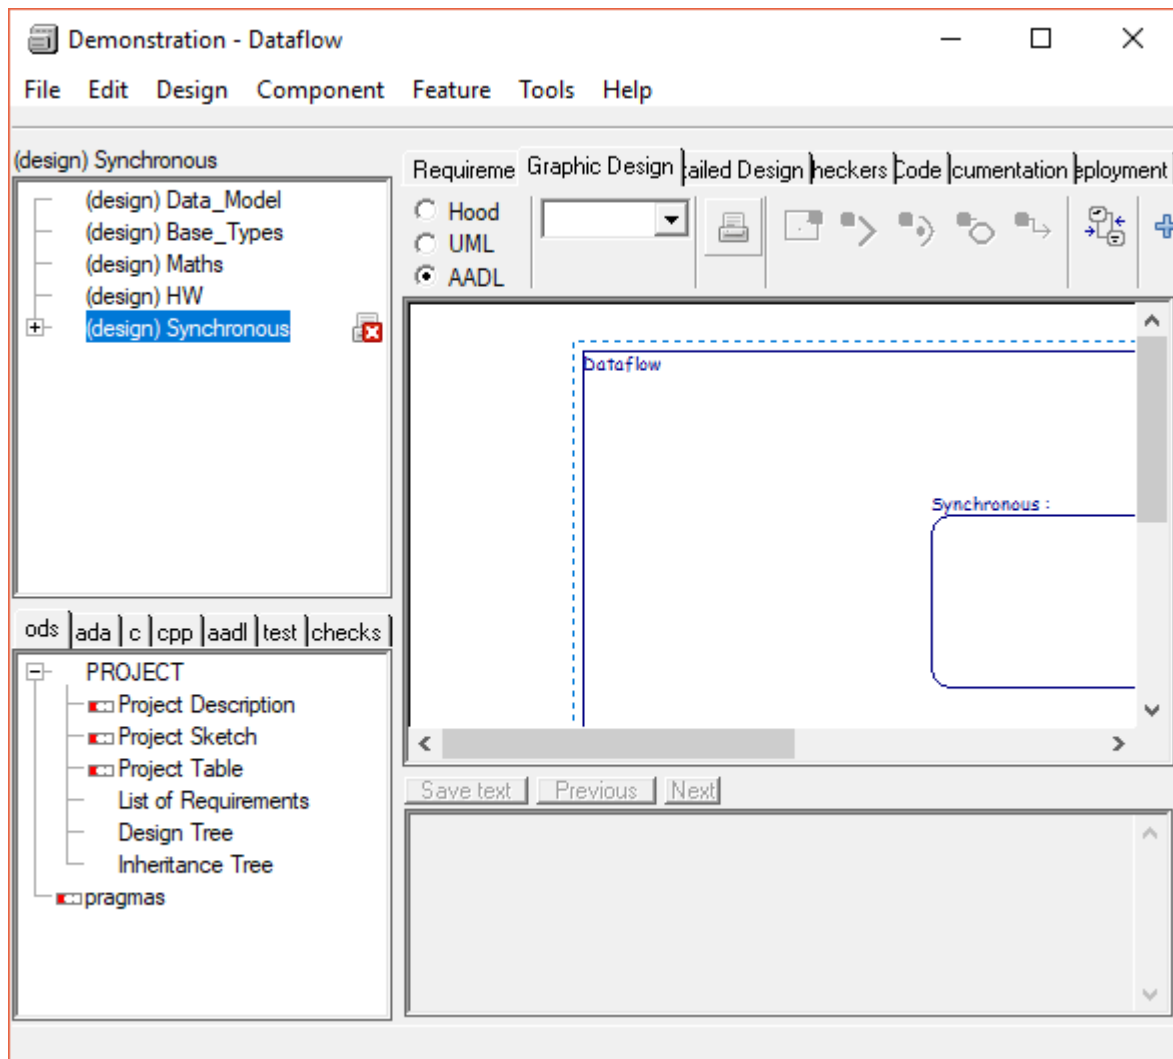 Demonstration - Dataflow
File Edit Design Component Feature Tools Help
(design) Synchronous
(design) Data_Model
(design) Base_Types
(design) Maths
(design) HW
(design) Synchronous
Requireme Graphic Design tailed Design heckers Code cumentation eployment
Hood
UML
AADL
Dataflow
Synchronous :
ods ada c cpp aadl test checks
PROJECT
Project Description
Project Sketch
Project Table
List of Requirements
Design Tree
Inheritance Tree
pragmas
Save text Previous Next